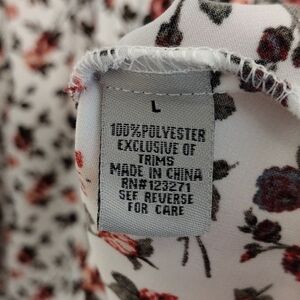 L
100%POLYESTER
EXCLUSIVE OF
TRIMS
MADE IN CHINA
RN#123271
SEE REVERSE
FOR CARE